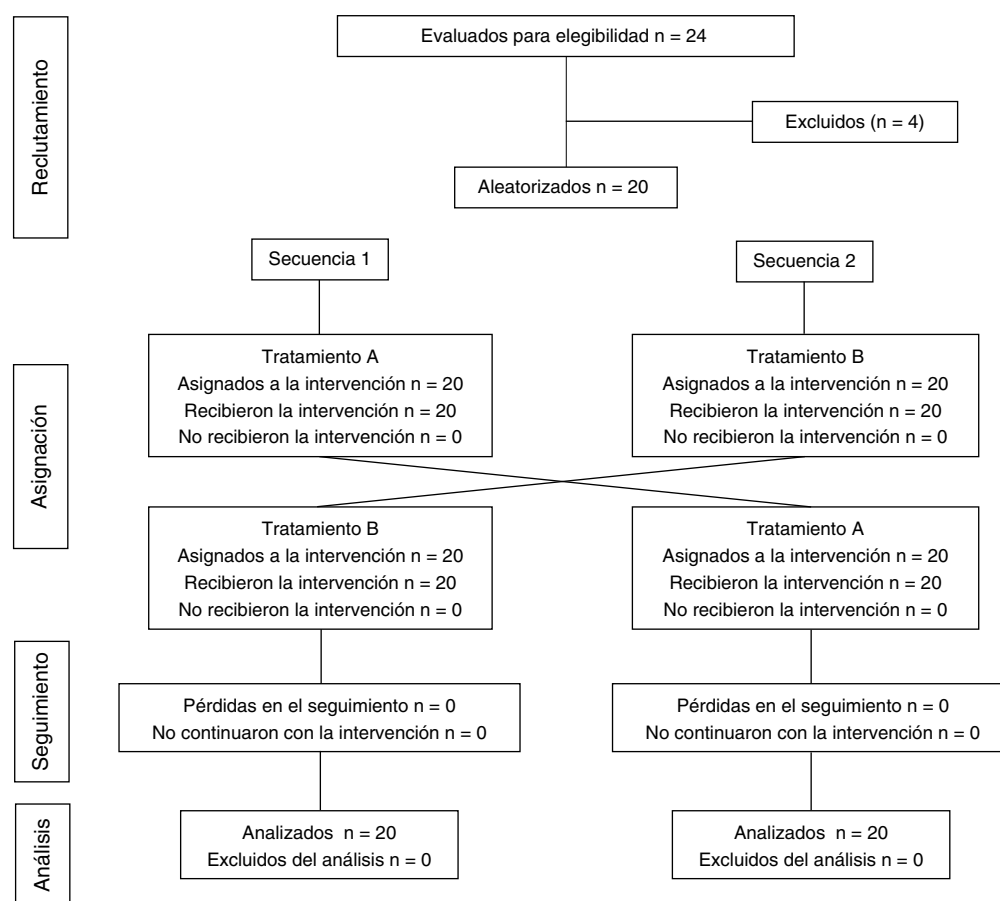 Reclutamiento
Evaluados para elegibilidad n = 24
Excluidos (n = 4)
Aleatorizados n = 20
Secuencia 1
Secuencia 2
Asignación
Tratamiento A
Asignados a la intervención n = 20
Recibieron la intervención n = 20
No recibieron la intervención n = 0
Tratamiento B
Asignados a la intervención n = 20
Recibieron la intervención n = 20
No recibieron la intervención n = 0
Tratamiento B
Asignados a la intervención n = 20
Recibieron la intervención n = 20
No recibieron la intervención n = 0
Tratamiento A
Asignados a la intervención n = 20
Recibieron la intervención n = 20
No recibieron la intervención n = 0
Seguimiento
Pérdidas en el seguimiento n = 0
No continuaron con la intervención n = 0
Pérdidas en el seguimiento n = 0
No continuaron con la intervención n = 0
Análisis
Analizados n = 20
Excluidos del análisis n = 0
Analizados n = 20
Excluidos del análisis n = 0